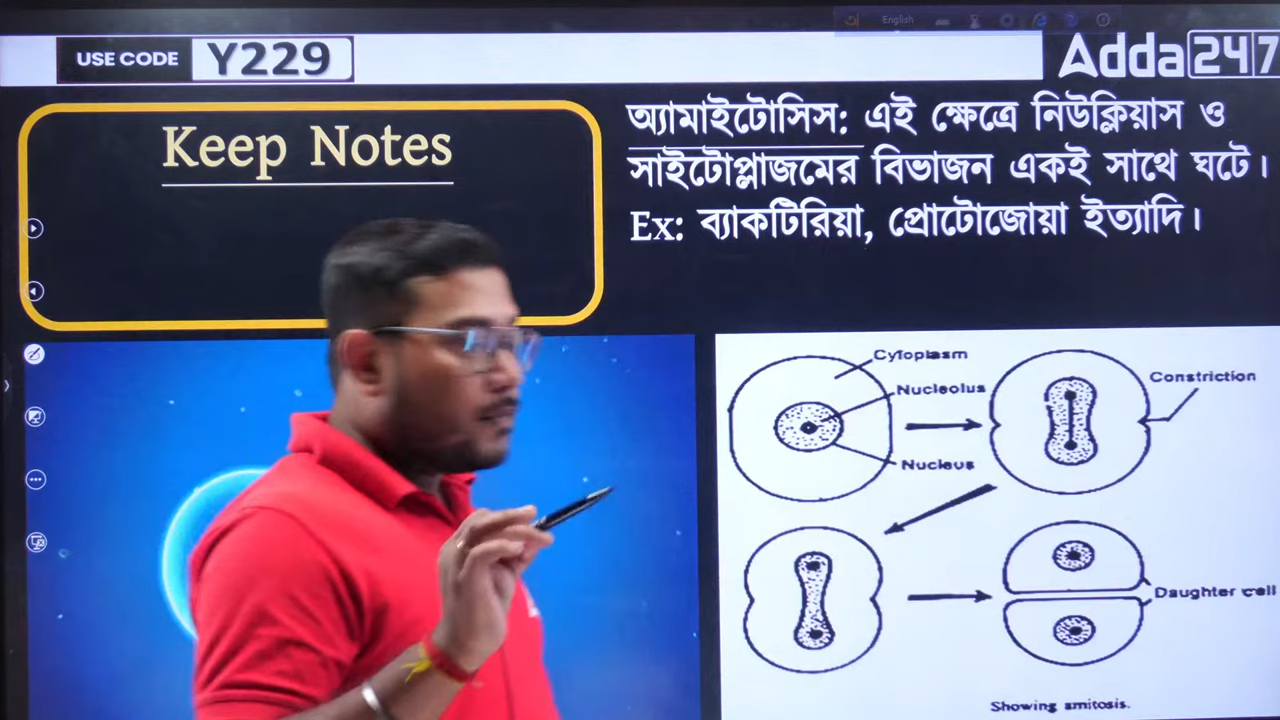 English
USE CODE Y229
Adda247
Keep Notes
অ্যামাইটোসিস: এই ক্ষেত্রে নিউক্লিয়াস ও
সাইটোপ্লাজমের বিভাজন একই সাথে ঘটে।
Ex: ব্যাকটিরিয়া, প্রোটোজোয়া ইত্যাদি।
Cytoplasm
Nucleolus
Nucleus
Constriction
Daughter cell
Showing amitosis.